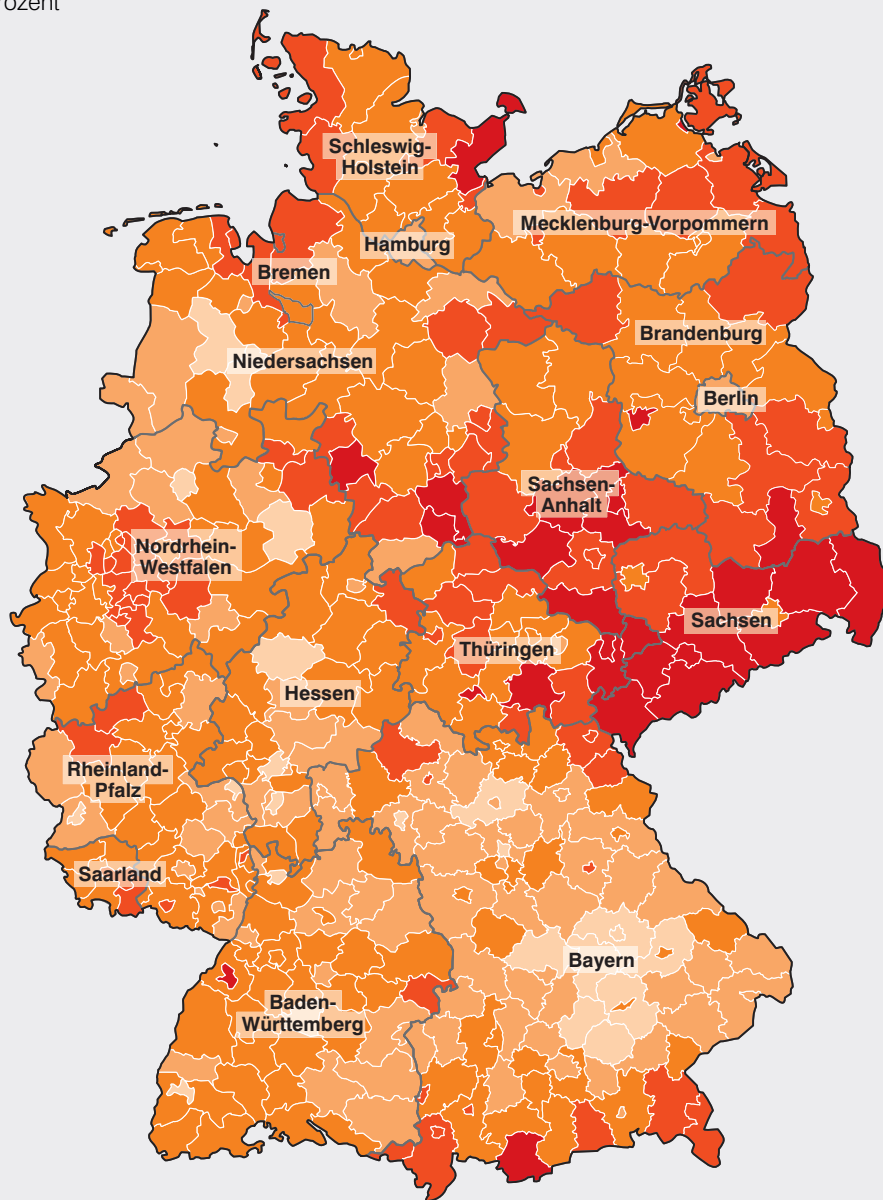 Schleswig-
Holstein
Mecklenburg-Vorpommern
Hamburg
Bremen
Brandenburg
Niedersachsen
Berlin
Sachsen-
Anhalt
Nordrhein-
Westfalen
Sachsen
Thüringen
Hessen
Rheinland-
Pfalz
Saarland
Bayern
Baden-
Württemberg